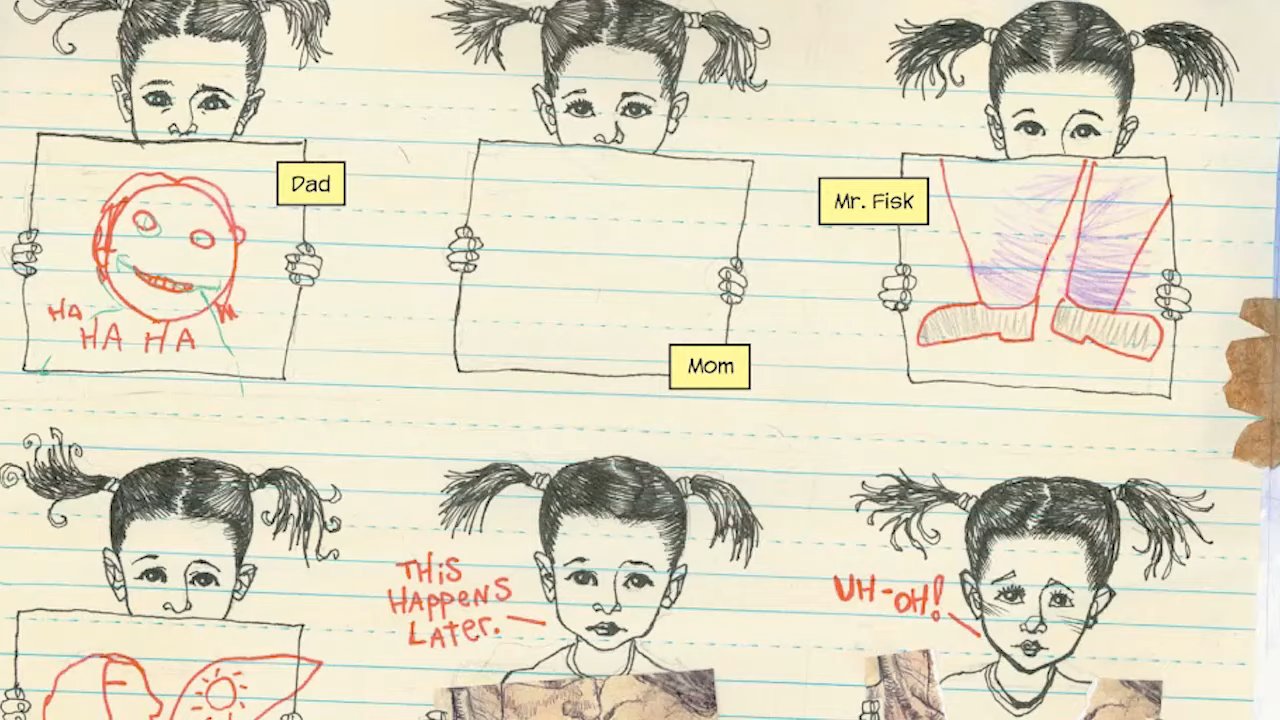 Dad
HA
HA HA
Mom
Mr. Fisk
THiS
HAPPENS
LATER.
UH-OH!